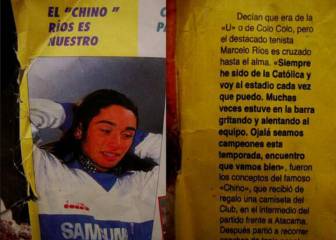 EL "CHINO"
RÍOS ES
NUESTRO
C
PA
diadora
SAMSUN
Decían que era de la
«U» o de Colo Colo, pero
el destacado tenista
Marcelo Ríos es cruzado
hasta el alma. «Siempre
he sido de la Católica y
voy al estadio cada vez
que puedo. Muchas
veces estuve en la barra
gritando y alentando al
equipo. Ojalá seamos
campeones esta
temporada, encuentro
que vamos bien», fueron
los conceptos del famoso
«Chino», que recibió de
regalo una camiseta del
Club, en el intermedio del
partido frente a Atacama.
Después partió a recorrer